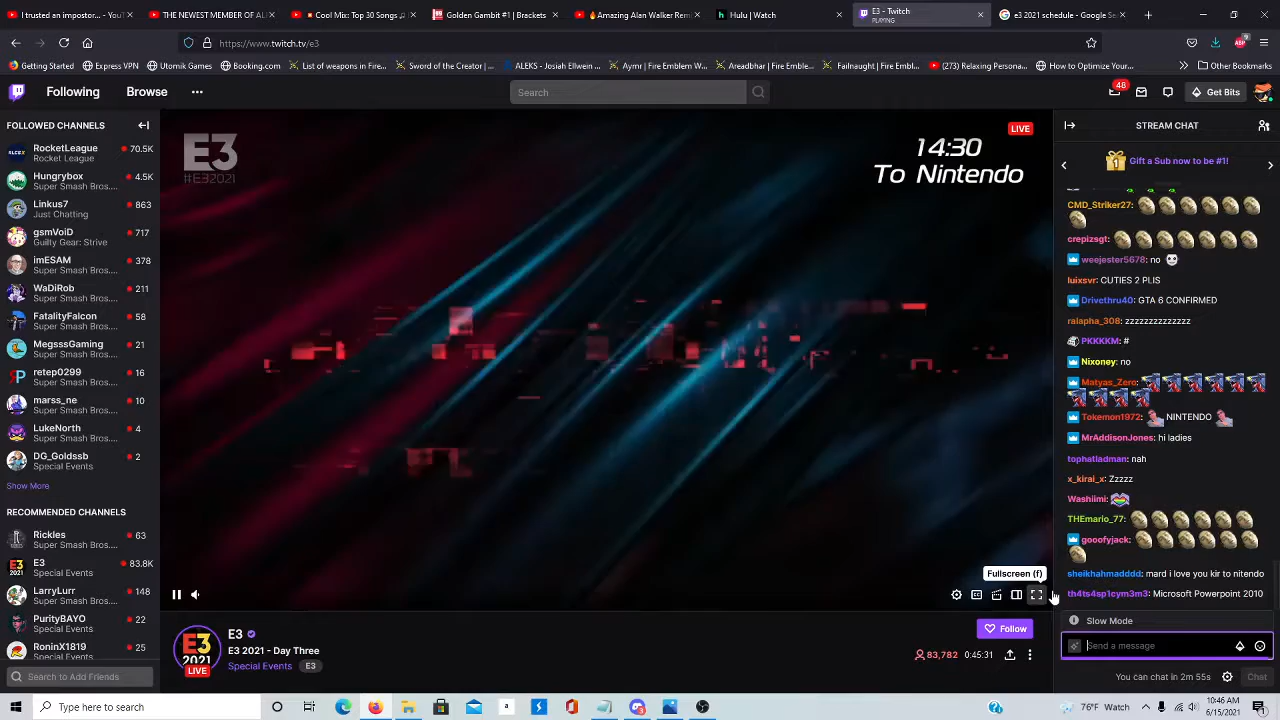 I trusted an impostor - YouT
THE NEWEST MEMBER OF AL
Cool Mix: Top 30 Songs
Golden Gambit #1 | Brackets
Amazing Alan Walker Rem
Hulu | Watch
E3 - Twitch
PLAYING
e3 2021 schedule - Google Se
https://www.twitch.tv/e3
Getting Started
Express VPN
Utomik Games
Booking.com
List of weapons in Fire...
Sword of the Creator |...
ALEKS - Josiah Ellwein ...
Aymr | Fire Emblem W...
Areadbhar | Fire Emble...
Failnaught | Fire Embl...
(273) Relaxing Persona...
How to Optimize Your...
Other Bookmarks
Following
Browse
Search...
48
Get Bits
FOLLOWED CHANNELS
RocketLeague
70.5K
Rocket League
Hungrybox
4.5K
Super Smash Bros....
Linkus7
863
Just Chatting
gsmVoiD
717
Guilty Gear: Strive
imESAM
378
Super Smash Bros....
WaDiRob
211
Super Smash Bros....
FatalityFalcon
58
Super Smash Bros....
MegsssGaming
21
Super Smash Bros....
retep0299
16
Super Smash Bros....
marss_ne
10
Super Smash Bros....
LukeNorth
4
Super Smash Bros....
DG_Goldssb
2
Special Events
Show More
RECOMMENDED CHANNELS
Rickles
63
Super Smash Bros....
E3
83.8K
Special Events
LarryLurr
148
Super Smash Bros....
PurityBAYO
22
Super Smash Bros....
RoninX1819
25
Super Smash Bros....
Search to Add Friends
E3
#E32021
LIVE
14:30
To Nintendo
Fullscreen (f)
E3
E3 2021 - Day Three
Special Events
E3
LIVE
Follow
83,782
0:45:31
STREAM CHAT
Gift a Sub now to be #1!
CMD_Striker27:
crepizsgt:
weejester5678: no
luixsvr: CUTIES 2 PLIS
Drivethru40: GTA 6 CONFIRMED
ralapha_308: zzzzzzzzzzzzz
PKKKKM: #
Nixoney: no
Matyas_Zero:
Tokemon1972: NINTENDO
MrAddisonJones: hi ladies
tophatladman: nah
x_kirai_x: Zzzzz
Washiimi:
THEmario_77:
gooofyjack:
sheikhahmadddd: mard i love you kir to nitendo
th4ts4sp1cym3m3: Microsoft Powerpoint 2010
Slow Mode
Send a message
You can chat in 2m 55s
Chat
Type here to search
76°F Watch
10:46 AM
6/15/2021